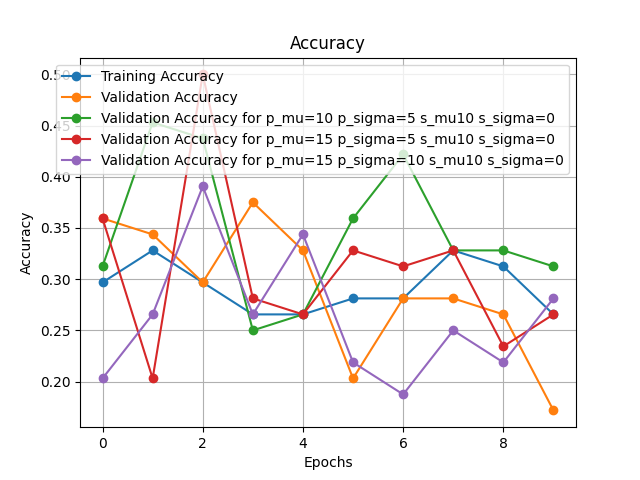 Accuracy
0.50
Training Accuracy
Validation Accuracy
Validation Accuracy for p_mu=10 p_sigma=5 s_mu10 s_sigma=0
0.45
Validation Accuracy for p_mu=15 p_sigma=5 s_mu10 s_sigma=0
Validation Accuracy for p_mu=15 p_sigma=10 s_mu10 s_sigma=0
0.40
0.35
0.30
0.25
0.20
Accuracy
0 2 4 6 8
Epochs